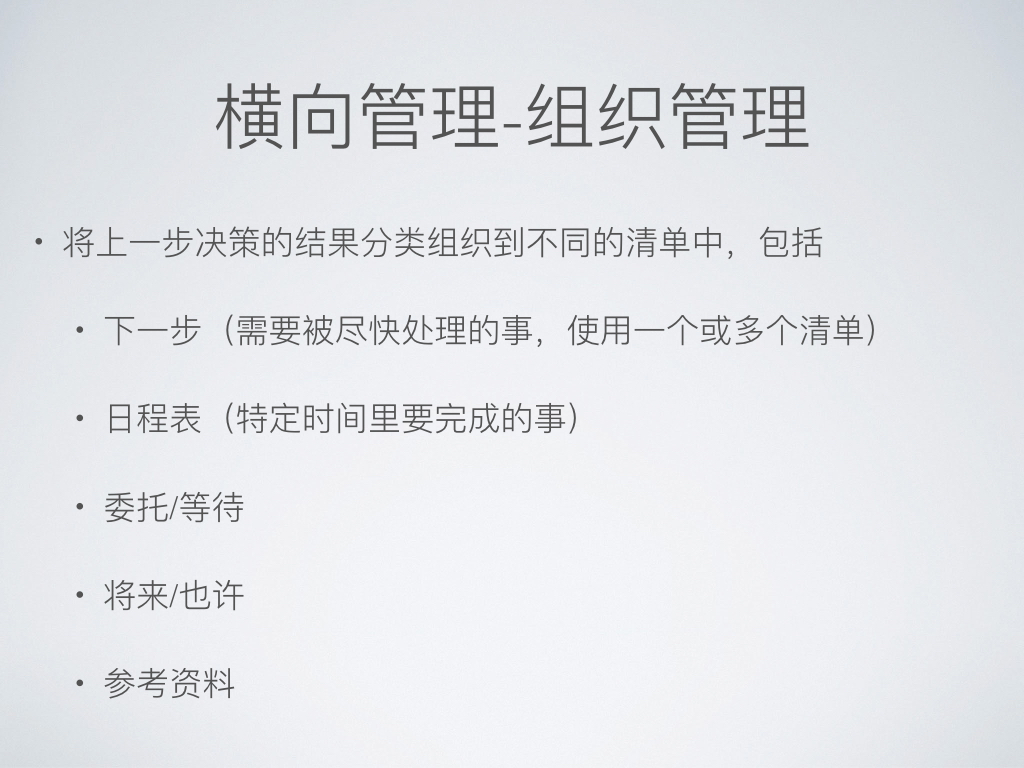 横向管理-组织管理
• 将上一步决策的结果分类组织到不同的清单中，包括
• 下一步（需要被尽快处理的事，使用一个或多个清单）
• 日程表（特定时间里要完成的事）
• 委托/等待
• 将来/也许
• 参考资料